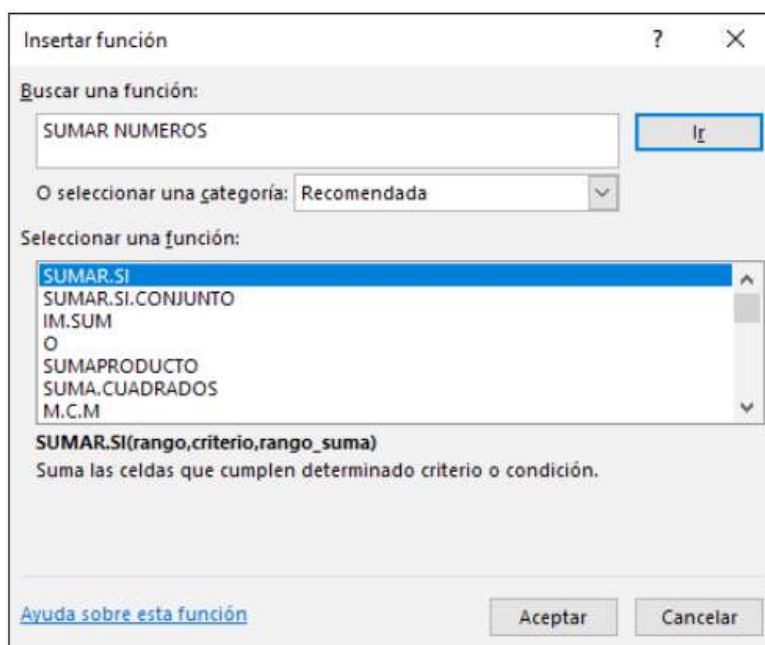 Insertar función
?
Buscar una función:
SUMAR NUMEROS
Ir
O seleccionar una categoría: Recomendada
Seleccionar una función:
SUMAR.SI
SUMAR.SI.CONJUNTO
IM.SUM
O
SUMAPRODUCTO
SUMA.CUADRADOS
M.C.M
SUMAR.SI(rango,criterio,rango_suma)
Suma las celdas que cumplen determinado criterio o condición.
Ayuda sobre esta función
Aceptar
Cancelar